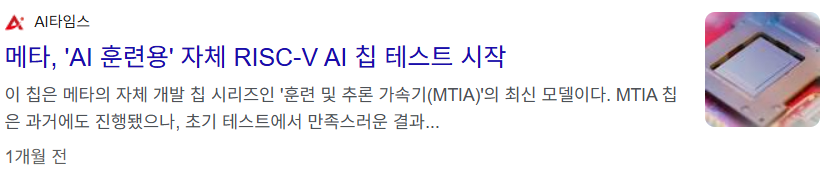 AI타임스
메타, 'AI 훈련용' 자체 RISC-V AI 칩 테스트 시작
이 칩은 메타의 자체 개발 칩 시리즈인 '훈련 및 추론 가속기(MTIA)'의 최신 모델이다. MTIA 칩
은 과거에도 진행됐으나, 초기 테스트에서 만족스러운 결과...
1개월 전